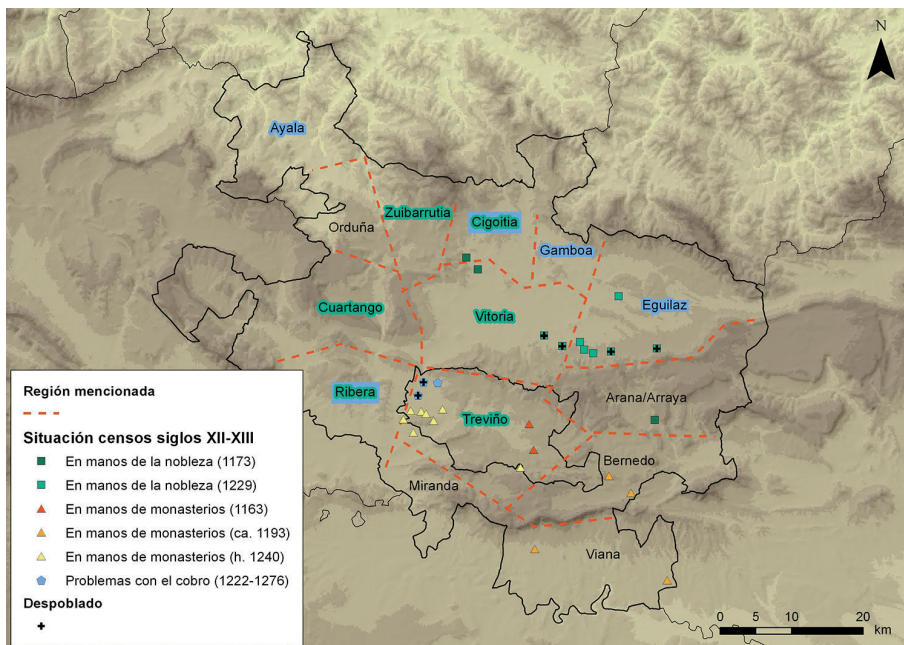 N
Ayala
Zuibarrutia
Orduña
Cigoitia
Gamboa
Cuartango
Vitoria
Eguilaz
Ribera
Treviño
Arana/Arraya
Bernedo
Miranda
Viana
Región mencionada
Situación censos siglos XII-XIII
En manos de la nobleza (1173)
En manos de la nobleza (1229)
En manos de monasterios (1163)
En manos de monasterios (ca. 1193)
En manos de monasterios (h. 1240)
Problemas con el cobro (1222-1276)
Despoblado
0 5 10 20
km